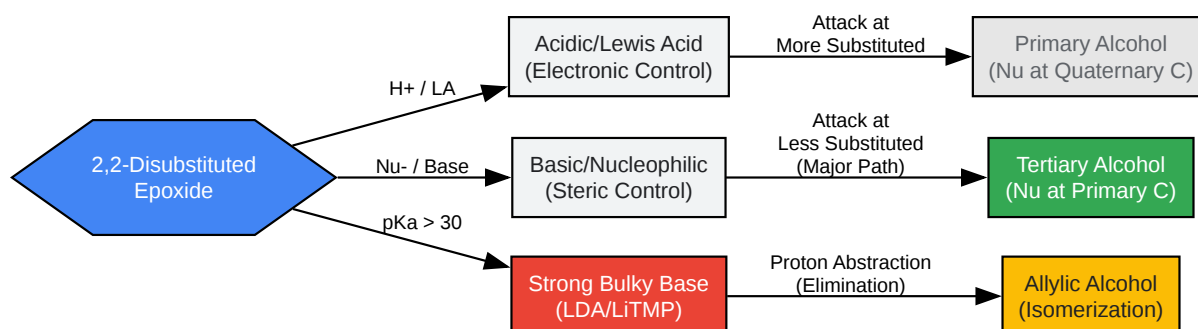 2,2-Disubstituted
Epoxide
H+ / LA
Nu- / Base
pKa > 30
Acidic/Lewis Acid
(Electronic Control)
Attack at
More Substituted
Primary Alcohol
(Nu at Quaternary C)
Basic/Nucleophilic
(Steric Control)
Attack at
Less Substituted
(Major Path)
Tertiary Alcohol
(Nu at Primary C)
Strong Bulky Base
(LDA/LiTMP)
Proton Abstraction
(Elimination)
Allylic Alcohol
(Isomerization)